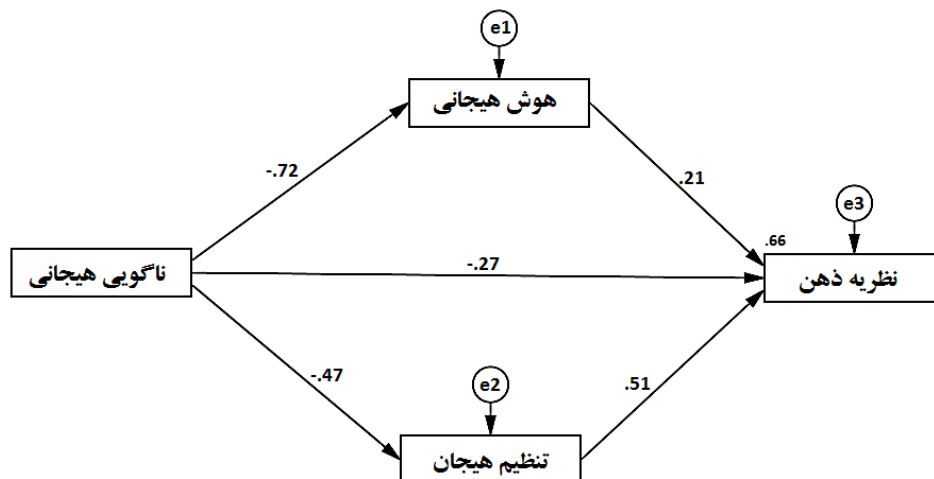 e1
هوش هیجانی
-.72
.21
e3
.66
ناگویی هیجانی
-.27
نظریه ذهن
-.47
e2
.51
تنظیم هیجان